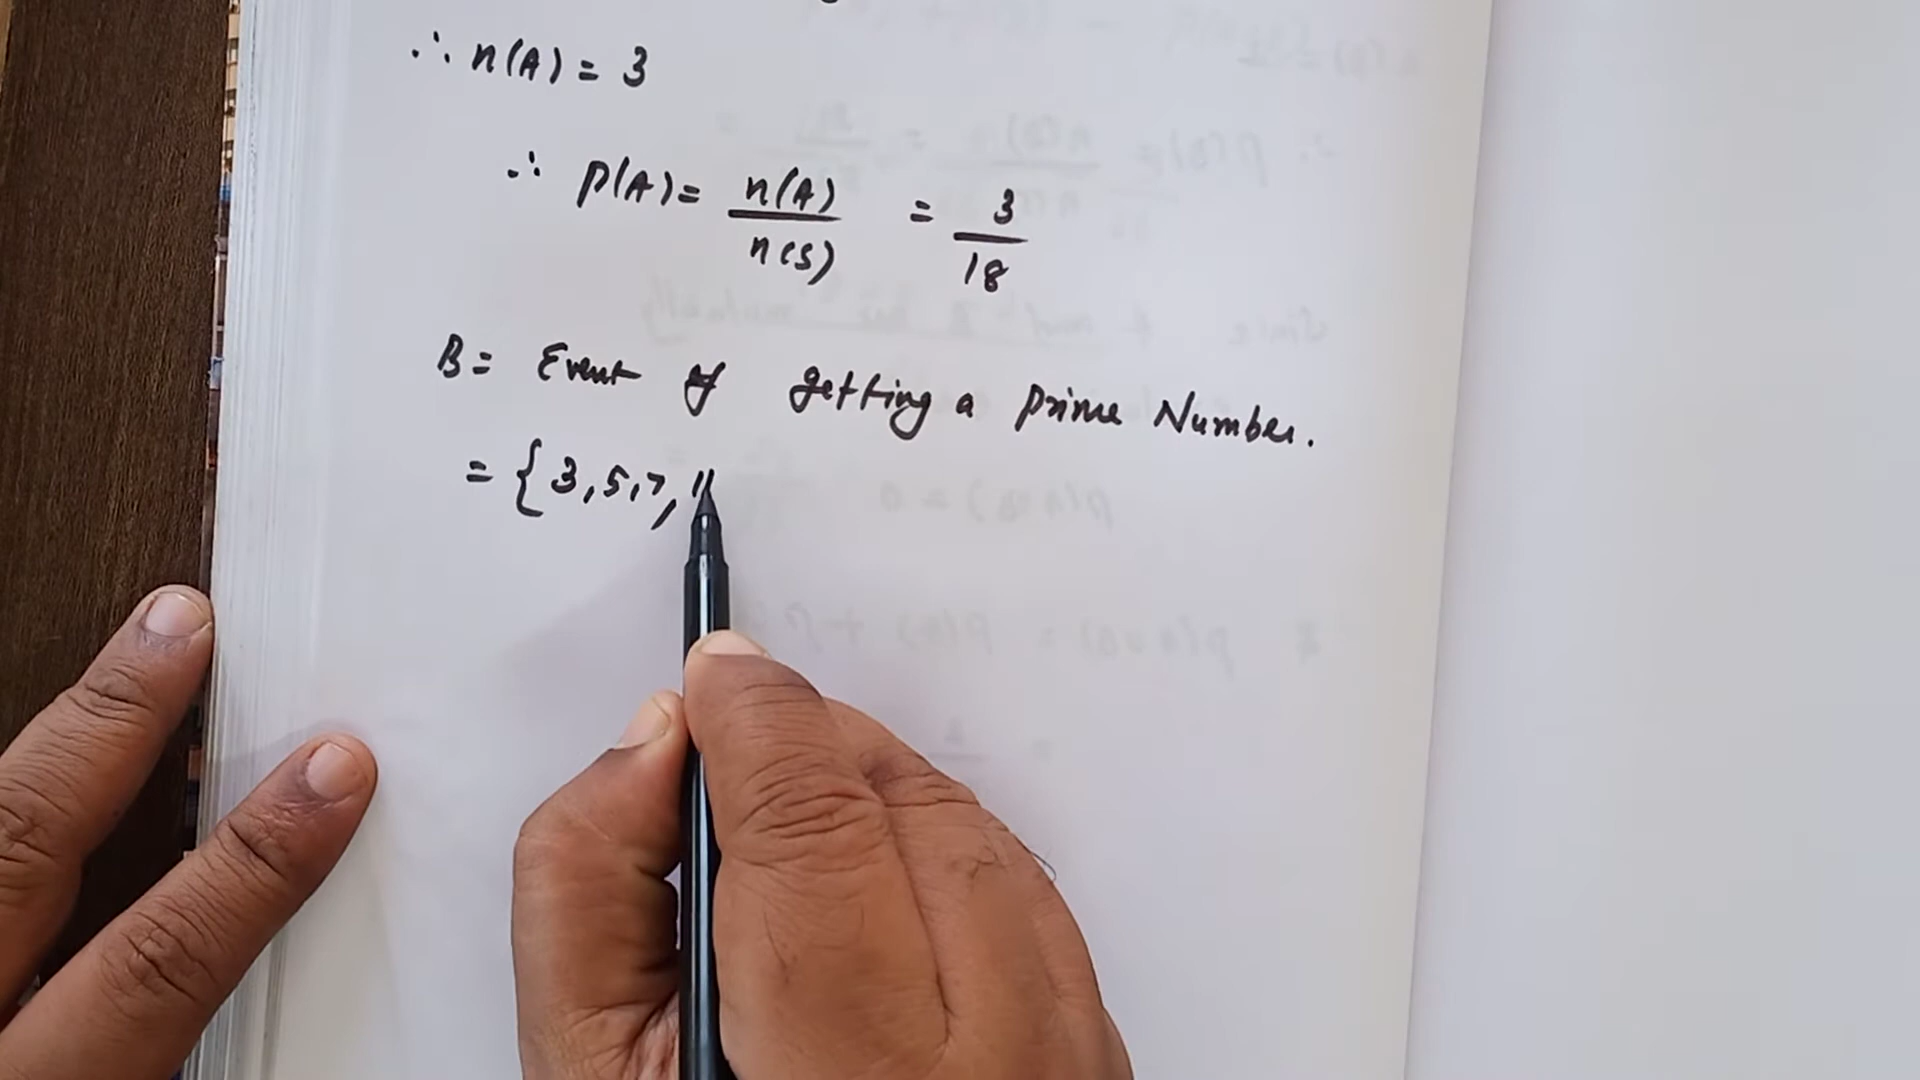 ∴ n(A) = 3
∴ P(A) = n(A) / n(S) = 3 / 18
B = Event of getting a prime Number.
= { 3, 5, 7, 11